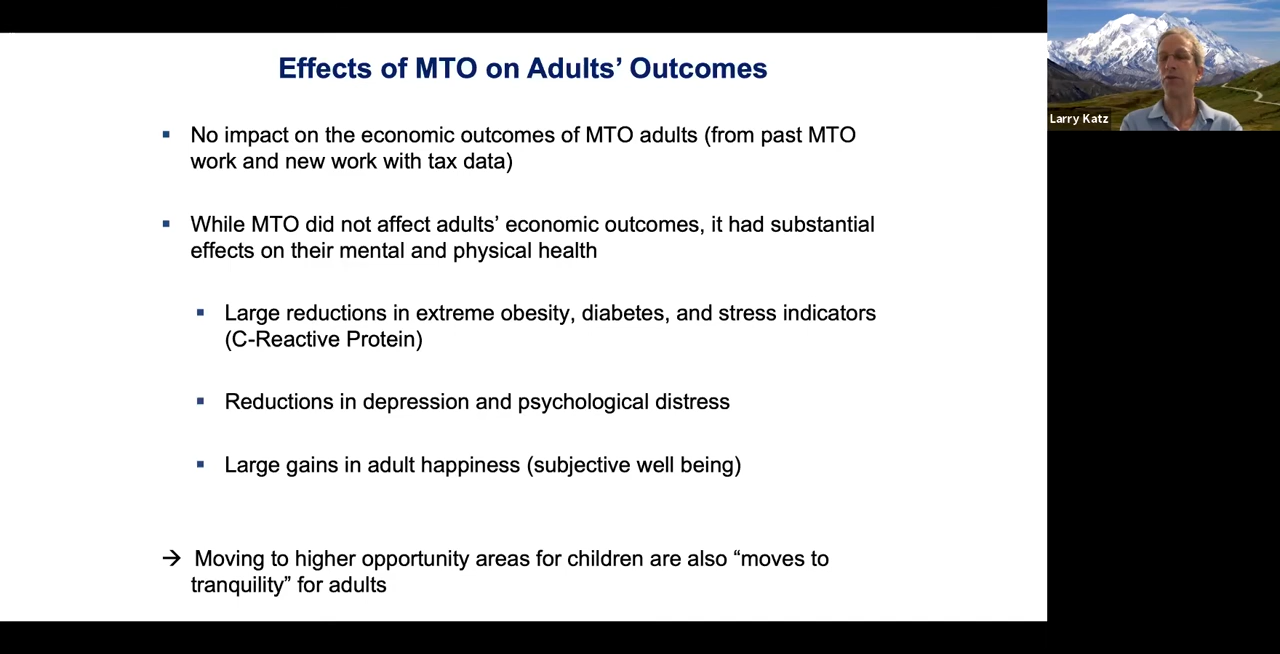 Effects of MTO on Adults’ Outcomes
▪ No impact on the economic outcomes of MTO adults (from past MTO
work and new work with tax data)
▪ While MTO did not affect adults’ economic outcomes, it had substantial
effects on their mental and physical health
▪ Large reductions in extreme obesity, diabetes, and stress indicators
(C-Reactive Protein)
▪ Reductions in depression and psychological distress
▪ Large gains in adult happiness (subjective well being)
→ Moving to higher opportunity areas for children are also “moves to
tranquility” for adults
Larry Katz